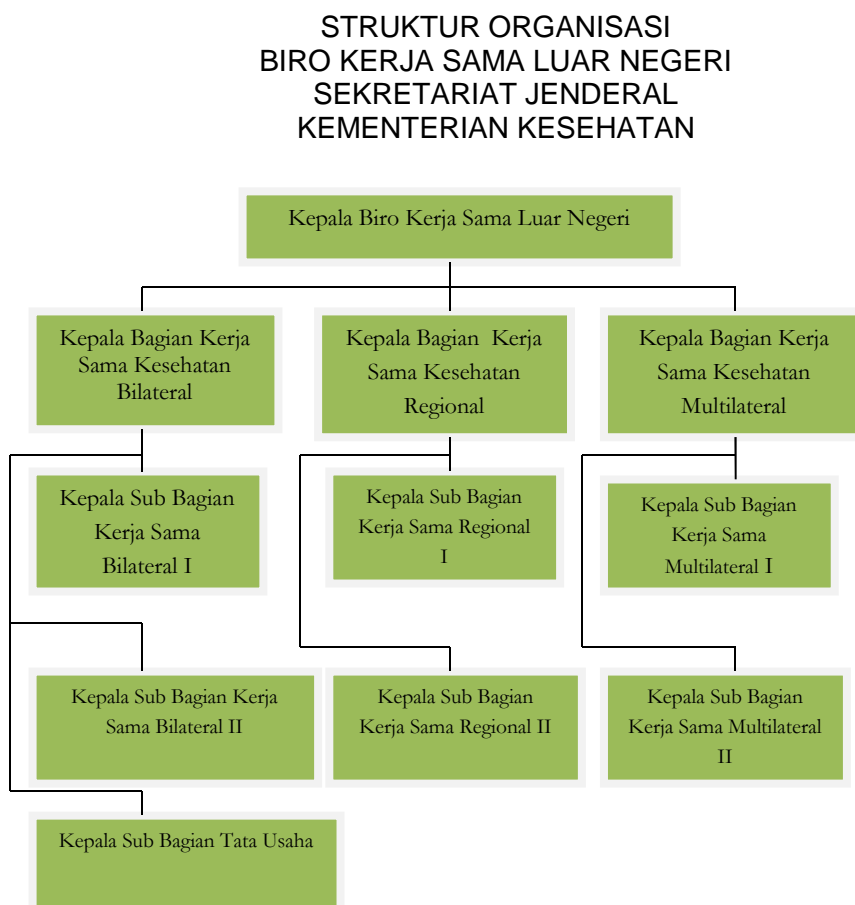 STRUKTUR ORGANISASI
BIRO KERJA SAMA LUAR NEGERI
SEKRETARIAT JENDERAL
KEMENTERIAN KESEHATAN
Kepala Biro Kerja Sama Luar Negeri
Kepala Bagian Kerja
Sama Kesehatan
Bilateral
Kepala Bagian  Kerja
Sama Kesehatan
Regional
Kepala Bagian Kerja
Sama Kesehatan
Multilateral
Kepala Sub Bagian
Kerja Sama
Bilateral I
Kepala Sub Bagian
Kerja Sama Regional
I
Kepala Sub Bagian
Kerja Sama
Multilateral I
Kepala Sub Bagian Kerja
Sama Bilateral II
Kepala Sub Bagian
Kerja Sama Regional II
Kepala Sub Bagian
Kerja Sama Multilateral
II
Kepala Sub Bagian Tata Usaha